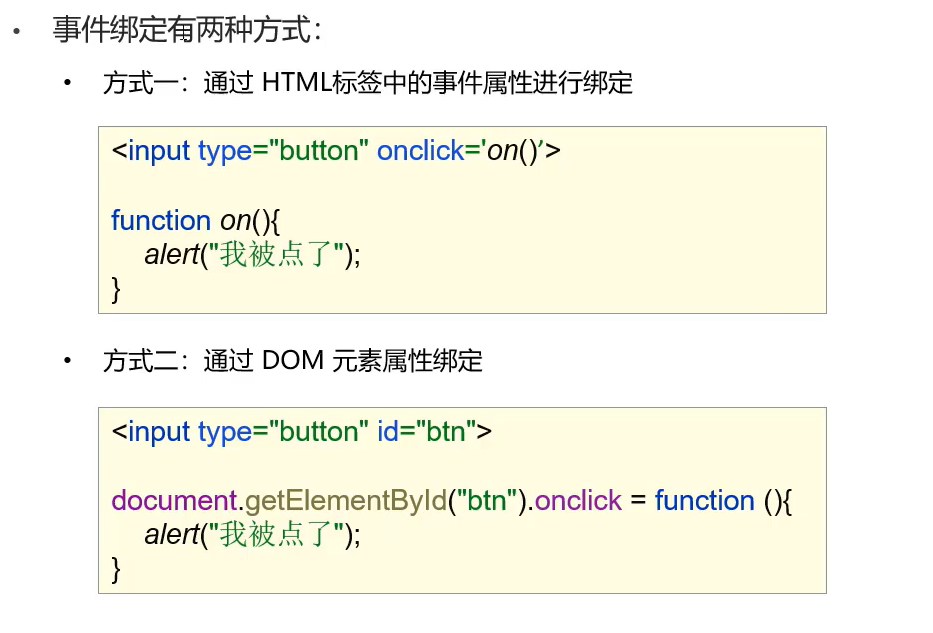 • 事件绑定有两种方式：
• 方式一：通过 HTML标签中的事件属性进行绑定
<input type="button" onclick='on()’>
function on(){
alert("我被点了");
}
• 方式二：通过 DOM 元素属性绑定
<input type="button" id="btn">
document.getElementById("btn").onclick = function (){
alert("我被点了");
}